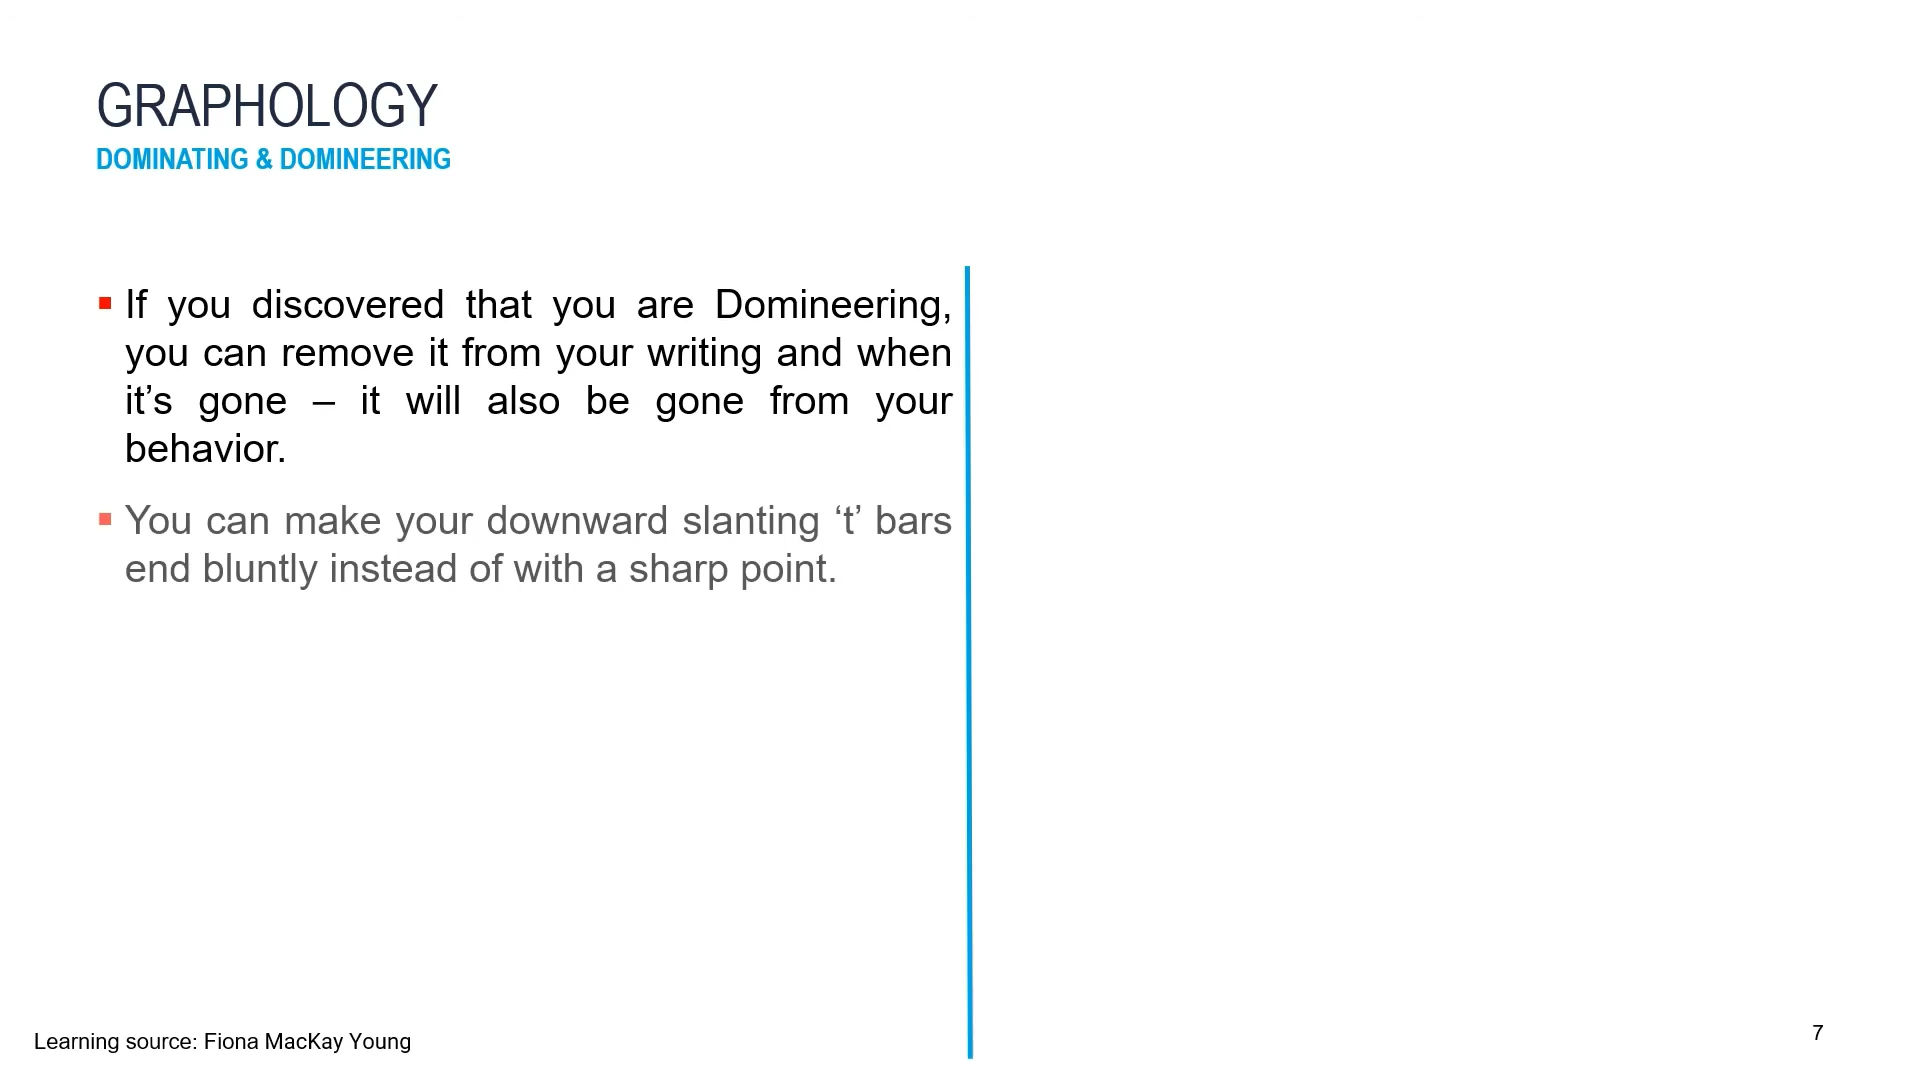 GRAPHOLOGY
DOMINATING & DOMINEERING
▪ If you discovered that you are Domineering,
you can remove it from your writing and when
it’s gone – it will also be gone from your
behavior.
▪ You can make your downward slanting ‘t’ bars
end bluntly instead of with a sharp point.
Learning source: Fiona MacKay Young
7